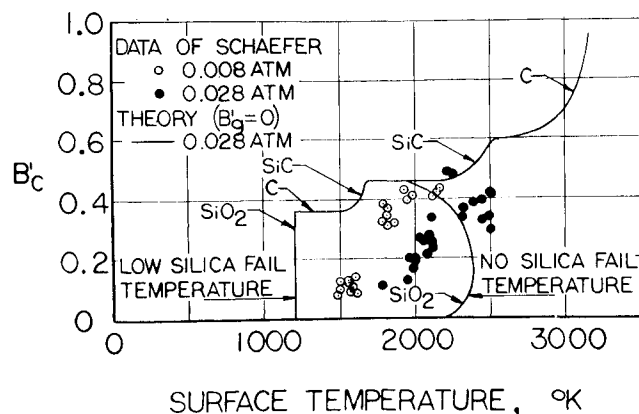 1.0
0.8
0.6
0.4
0.2
0
B'c
DATA OF SCHAEFER
○ 0.008 ATM
● 0.028 ATM
THEORY (B'g=0)
— 0.028 ATM
SiC
C
SiO2
SiC
C
LOW SILICA FAIL
TEMPERATURE
NO SILICA FAIL
TEMPERATURE
SiO2
0 1000 2000 3000
SURFACE TEMPERATURE, °K